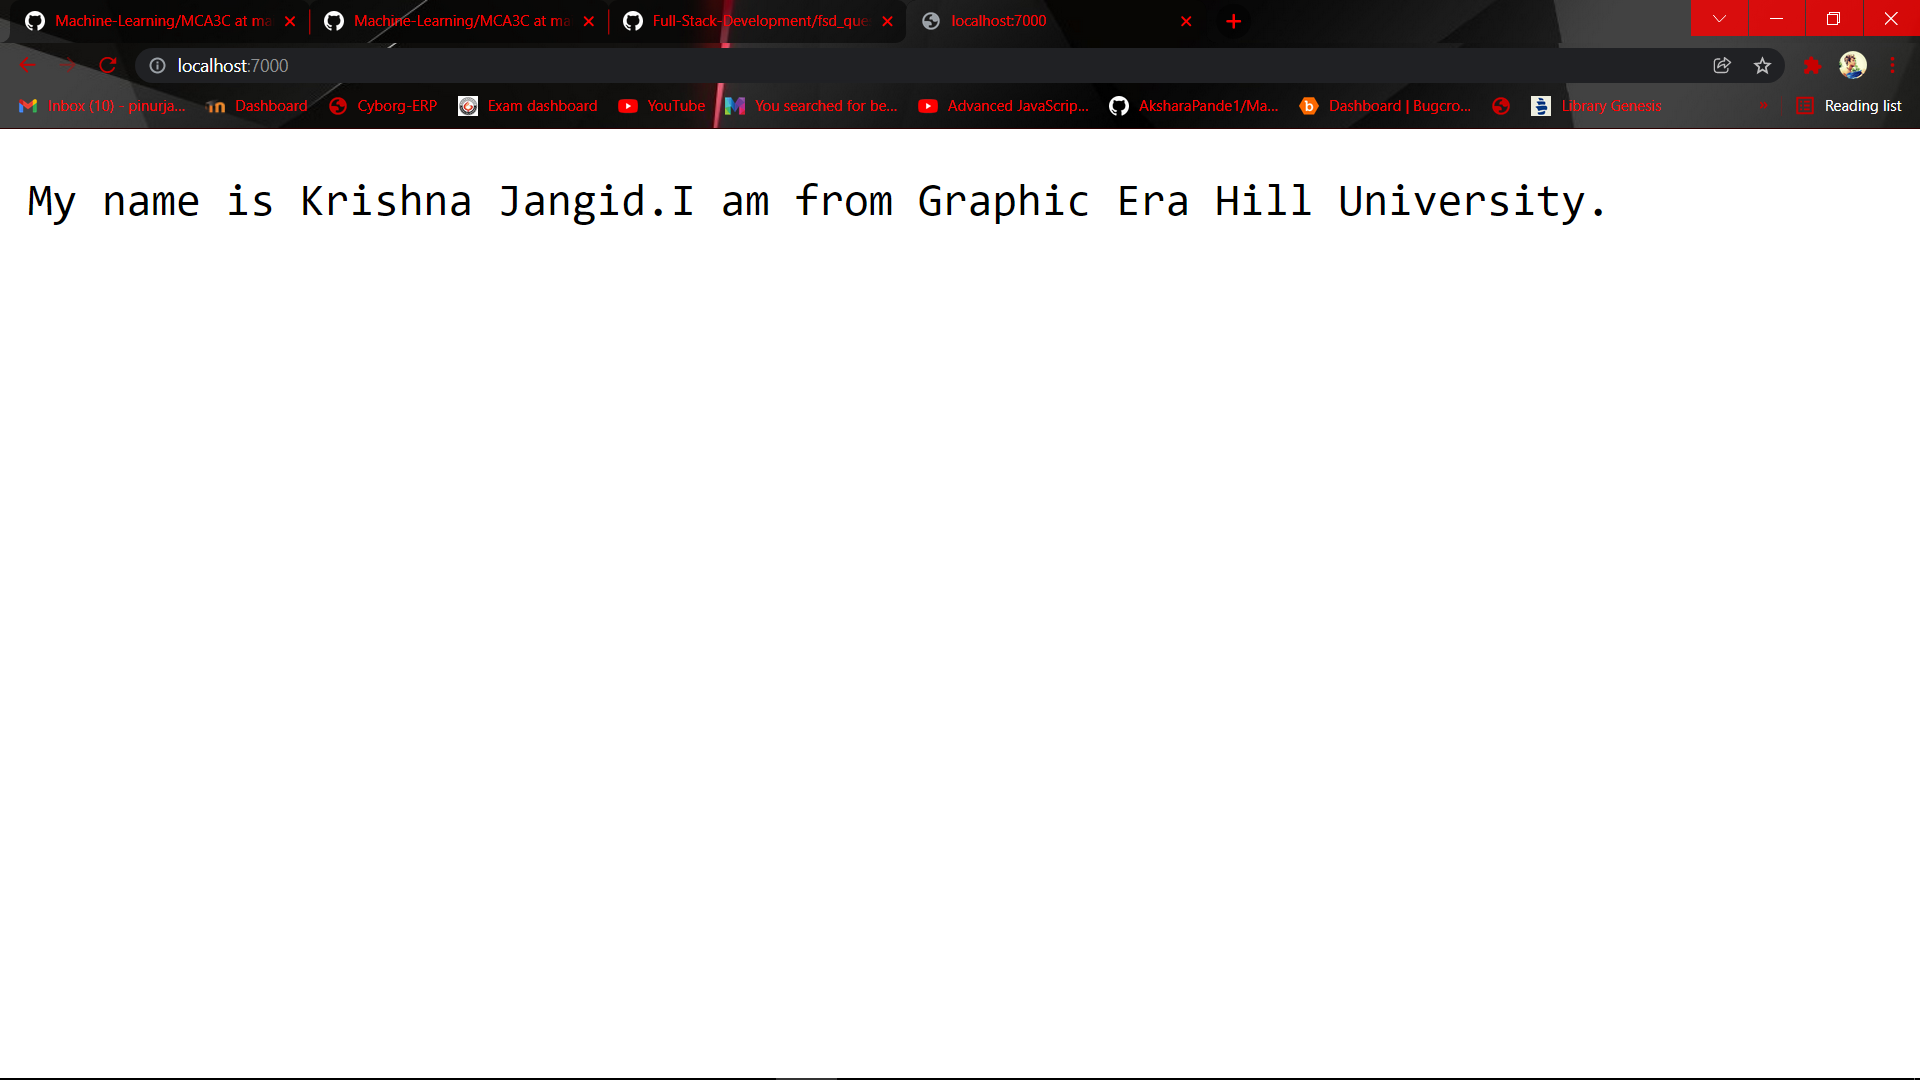 Machine-Learning/MCA3C at ma
Machine-Learning/MCA3C at ma
Full-Stack-Development/fsd_que
localhost:7000
localhost:7000
Inbox (10) - pinurja... Dashboard Cyborg-ERP Exam dashboard YouTube You searched for be... Advanced JavaScrip... AksharaPande1/Ma... Dashboard | Bugcro... Library Genesis » Reading list
My name is Krishna Jangid.I am from Graphic Era Hill University.